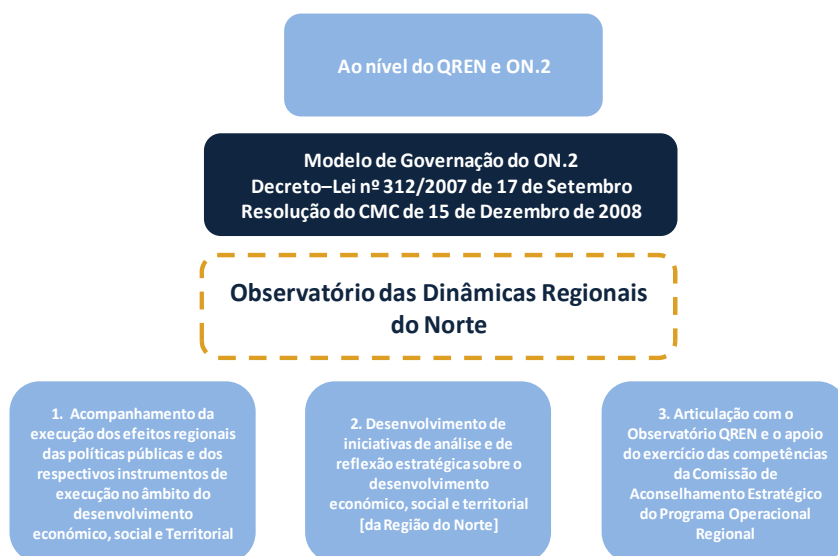 Ao nível do QREN e ON.2
Modelo de Governação do ON.2
Decreto–Lei nº 312/2007 de 17 de Setembro
Resolução do CMC de 15 de Dezembro de 2008
Observatório das Dinâmicas Regionais
do Norte
1. Acompanhamento da
execução dos efeitos regionais
das políticas públicas e dos
respectivos instrumentos de
execução no âmbito do
desenvolvimento
económico, social e Territorial
2. Desenvolvimento de
iniciativas de análise e de
reflexão estratégica sobre o
desenvolvimento
económico, social e territorial
[da Região do Norte]
3. Articulação com o
Observatório QREN e o apoio
do exercício das competências
da Comissão de
Aconselhamento Estratégico
do Programa Operacional
Regional